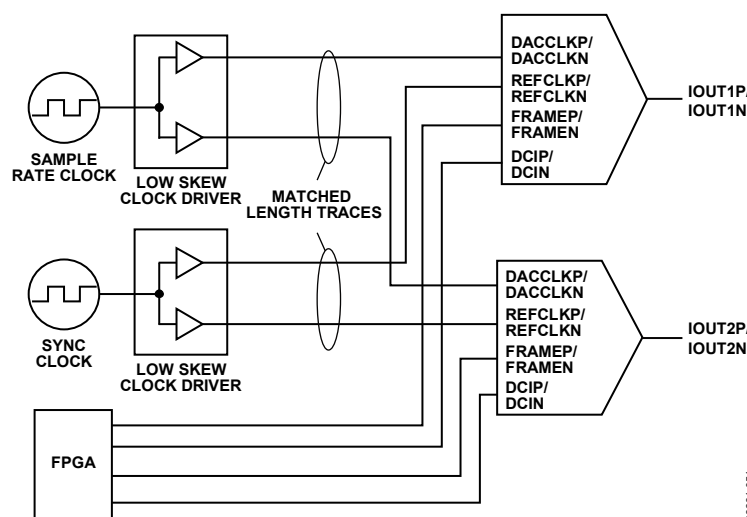 SAMPLE
RATE CLOCK
LOW SKEW
CLOCK DRIVER
MATCHED
LENGTH TRACES
DACCLKP/
DACCLKN
REFCLKP/
REFCLKN
FRAMEP/
FRAMEN
DCIP/
DCIN
IOUT1P/
IOUT1N
SYNC
CLOCK
LOW SKEW
CLOCK DRIVER
DACCLKP/
DACCLKN
REFCLKP/
REFCLKN
FRAMEP/
FRAMEN
DCIP/
DCIN
IOUT2P/
IOUT2N
FPGA